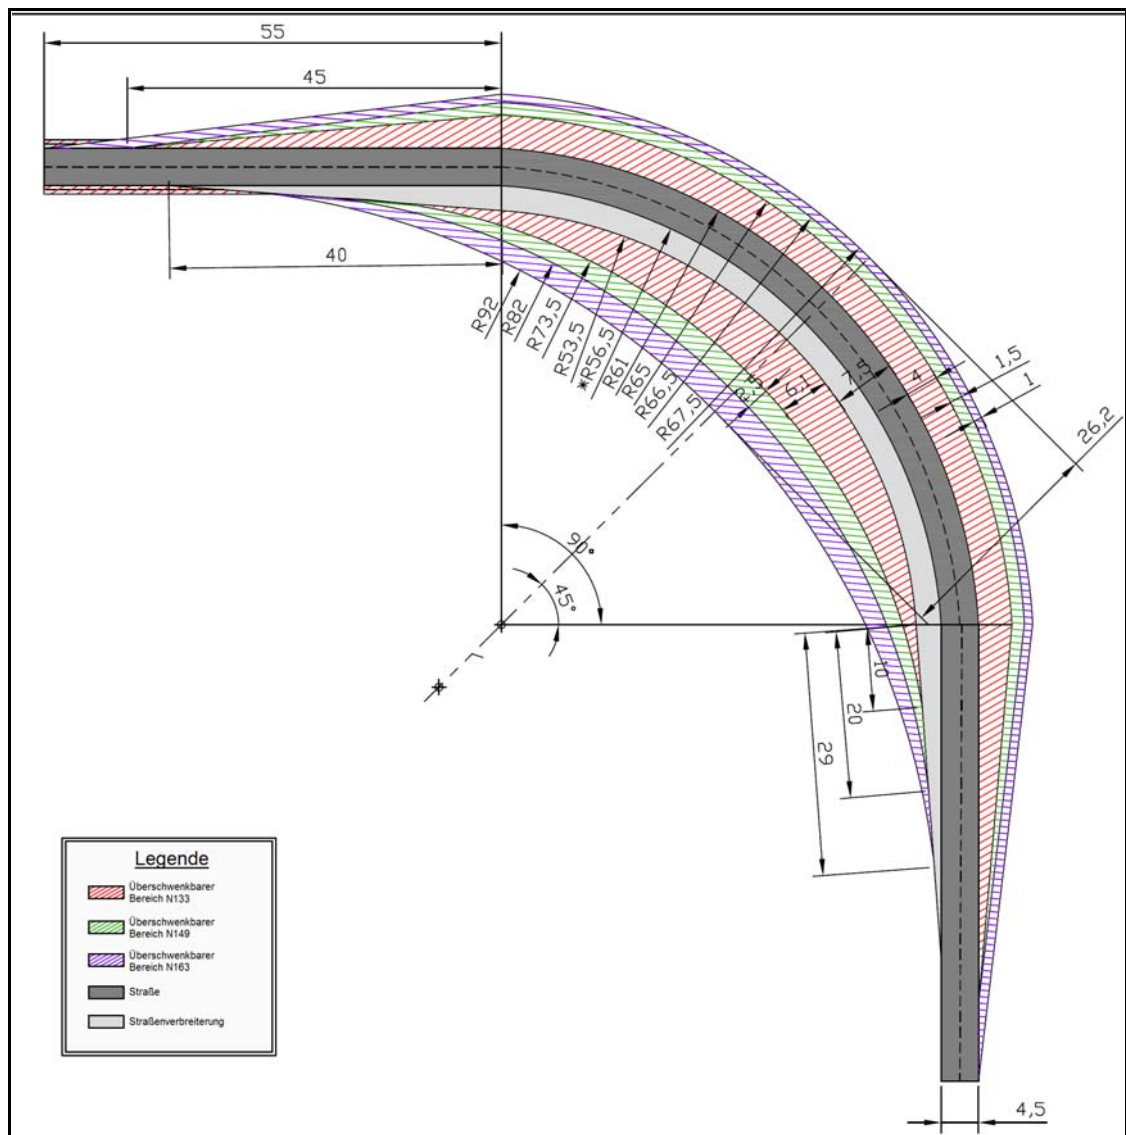 55
45
40
R92
R82
R73,5
R53,5
*R56,5
R61
R65
R66,5
R67,5
6,1
7,5
4
1,5
1
26,2
90°
45°
10
20
29
4,5
Legende
Überschwenkbarer
Bereich N133
Überschwenkbarer
Bereich N149
Überschwenkbarer
Bereich N163
Straße
Straßenverbreiterung